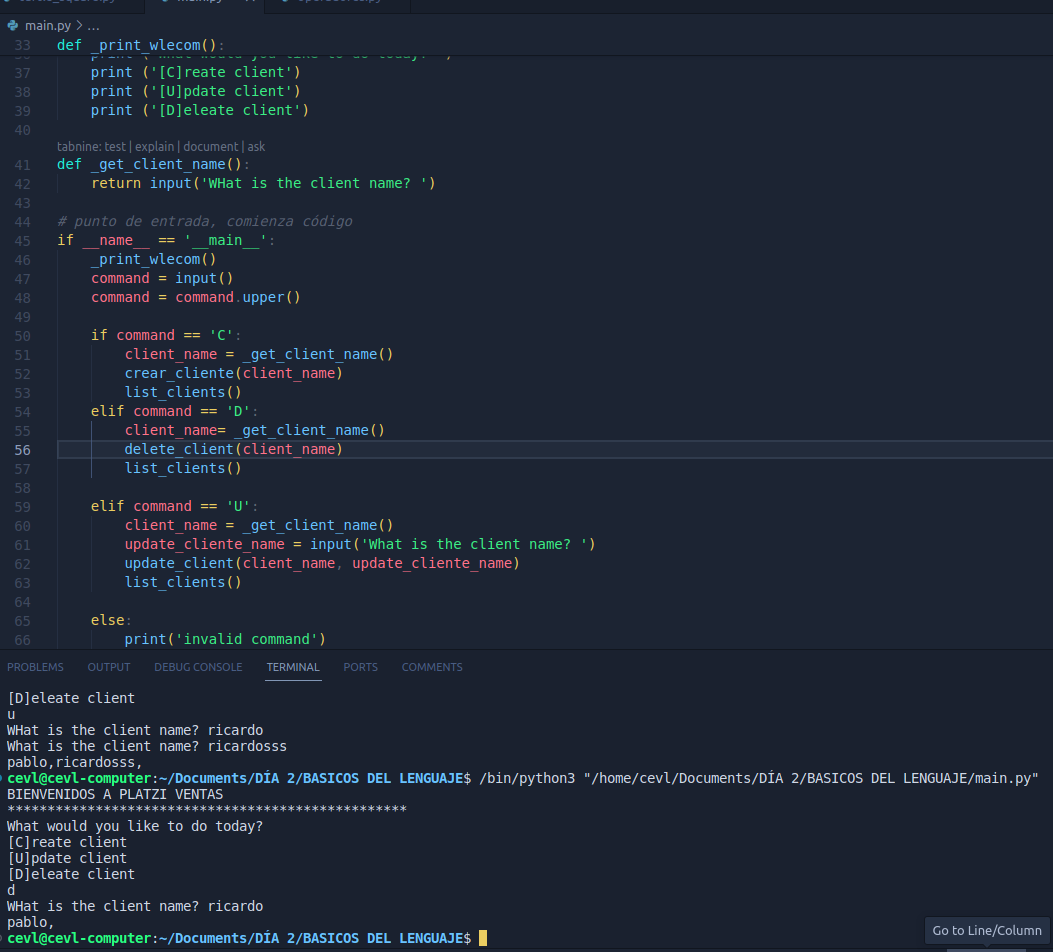 main.py > ...
33 def _print_wlecom():
37 print ('[C]reate client')
38 print ('[U]pdate client')
39 print ('[D]eleate client')
40
tabnine: test | explain | document | ask
41 def _get_client_name():
42 return input('WHat is the client name? ')
43
44 # punto de entrada, comienza código
45 if __name__ == '__main__':
46 _print_wlecom()
47 command = input()
48 command = command.upper()
49
50 if command == 'C':
51 client_name = _get_client_name()
52 crear_cliente(client_name)
53 list_clients()
54 elif command == 'D':
55 client_name= _get_client_name()
56 delete_client(client_name)
57 list_clients()
58
59 elif command == 'U':
60 client_name = _get_client_name()
61 update_cliente_name = input('What is the client name? ')
62 update_client(client_name, update_cliente_name)
63 list_clients()
64
65 else:
66 print('invalid command')
PROBLEMS OUTPUT DEBUG CONSOLE TERMINAL PORTS COMMENTS
[D]eleate client
u
WHat is the client name? ricardo
What is the client name? ricardosss
pablo,ricardosss,
cevl@cevl-computer:~/Documents/DÍA 2/BASICOS DEL LENGUAJE$ /bin/python3 "/home/cevl/Documents/DÍA 2/BASICOS DEL LENGUAJE/main.py"
BIENVENIDOS A PLATZI VENTAS
**************************************************
What would you like to do today?
[C]reate client
[U]pdate client
[D]eleate client
d
WHat is the client name? ricardo
pablo,
cevl@cevl-computer:~/Documents/DÍA 2/BASICOS DEL LENGUAJE$
Go to Line/Column